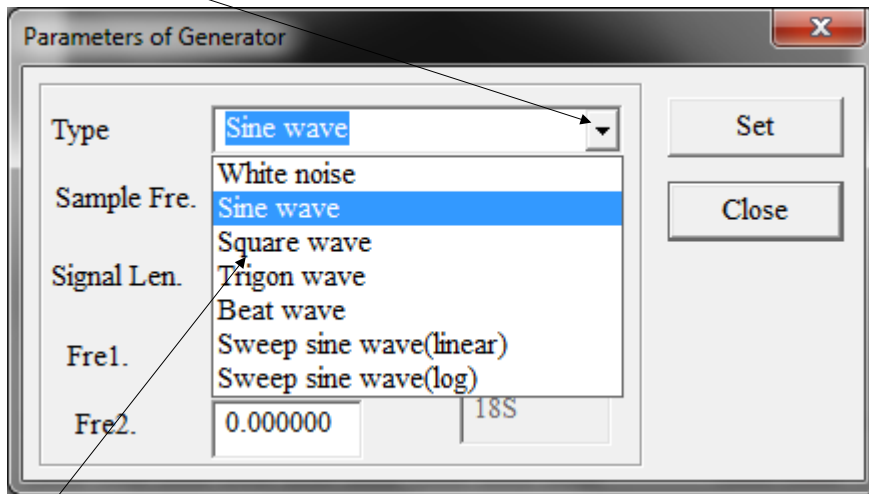 Parameters of Generator
Type
Sine wave
Set
White noise
Sample Fre.
Sine wave
Close
Square wave
Signal Len.
Trigon wave
Beat wave
Fre1.
Sweep sine wave(linear)
Sweep sine wave(log)
Fre2.
0.000000
18S